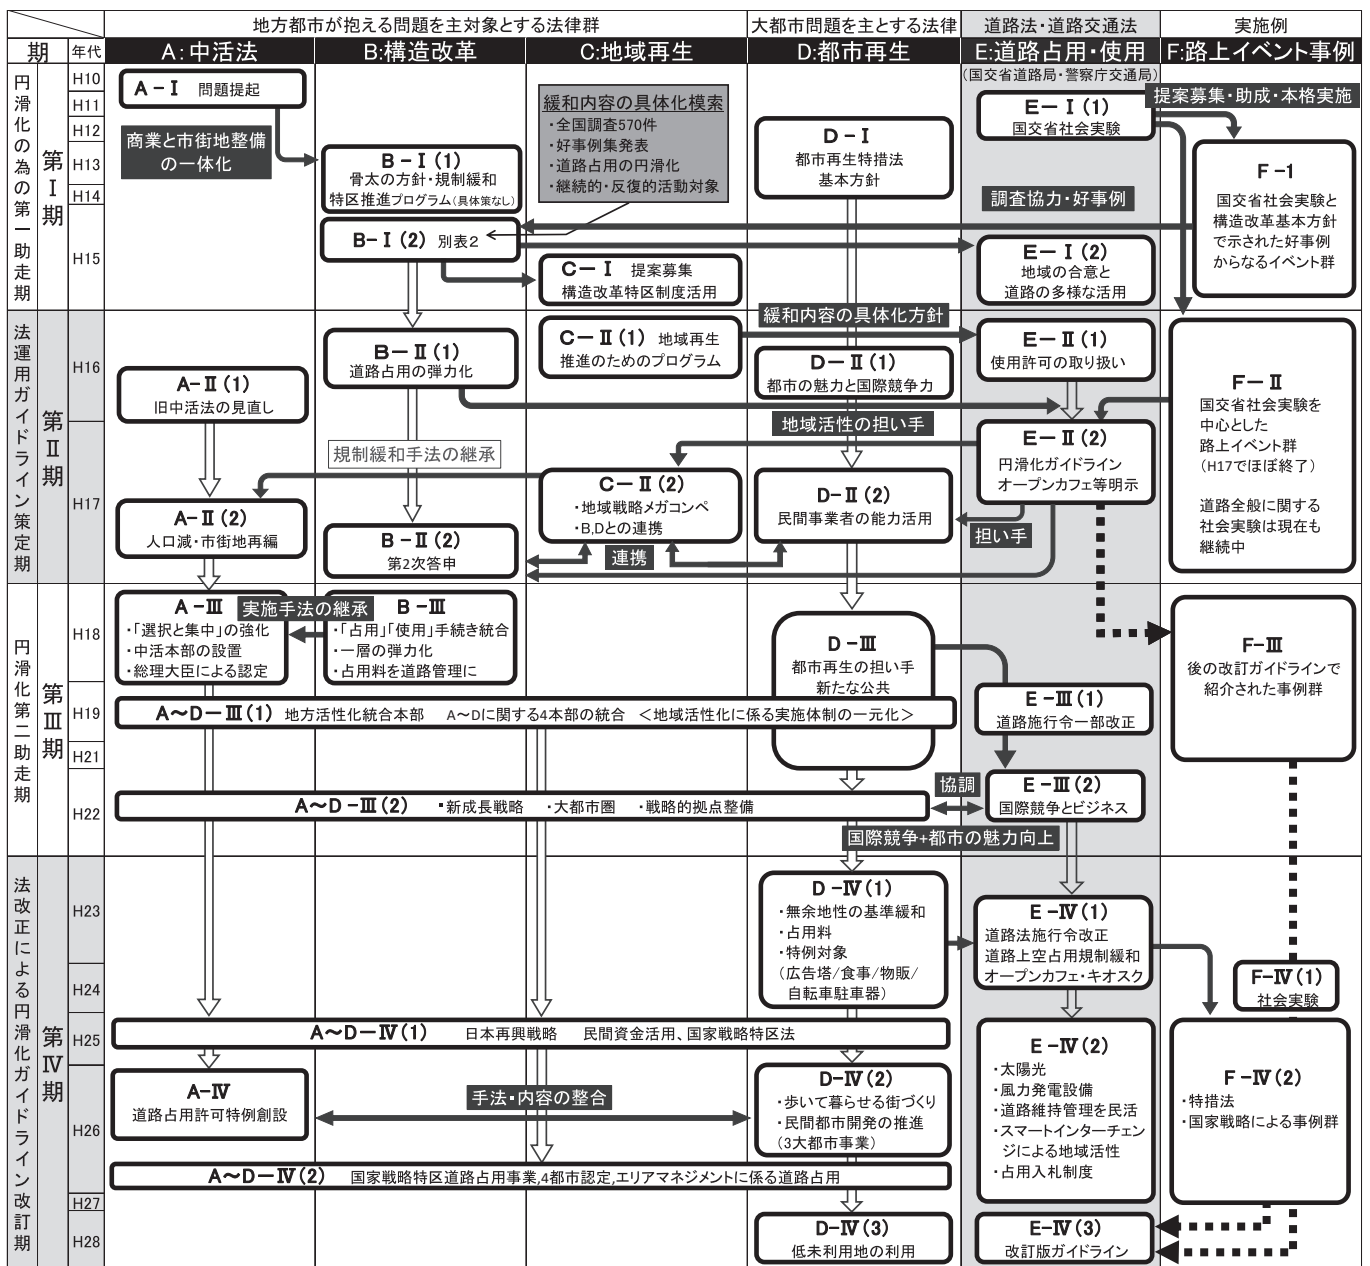 地方都市が抱える問題を主対象とする法律群
大都市問題を主とする法律
道路法・道路交通法
実施例
期
年代
A:中活法
B:構造改革
C:地域再生
D:都市再生
E:道路占用・使用
F:路上イベント事例
円滑化の為の第一助走期
第Ⅰ期
H10
H11
H12
H13
H14
H15
A-Ⅰ 問題提起
商業と市街地整備
の一体化
B-Ⅰ(1)
骨太の方針・規制緩和
特区推進プログラム(具体策なし)
B-Ⅰ(2) 別表2
緩和内容の具体化模索
・全国調査570件
・好事例集発表
・道路占用の円滑化
・継続的・反復的活動対象
C-Ⅰ 提案募集
構造改革特区制度活用
D-Ⅰ
都市再生特措法
基本方針
(国交省道路局・警察庁交通局)
E-Ⅰ(1)
国交省社会実験
提案募集・助成・本格実施
調査協力・好事例
E-Ⅰ(2)
地域の合意と
道路の多様な活用
F-1
国交省社会実験と
構造改革基本方針
で示された好事例
からなるイベント群
法運用ガイドライン策定期
第Ⅱ期
H16
H17
A-Ⅱ(1)
旧中活法の見直し
B-Ⅱ(1)
道路占用の弾力化
C-Ⅱ(1) 地域再生
推進のためのプログラム
緩和内容の具体化方針
D-Ⅱ(1)
都市の魅力と国際競争力
E-Ⅱ(1)
使用許可の取り扱い
F-Ⅱ
国交省社会実験を
中心とした
路上イベント群
(H17でほぼ終了)
道路全般に関する
社会実験は現在も
継続中
地域活性の担い手
規制緩和手法の継承
E-Ⅱ(2)
円滑化ガイドライン
オープンカフェ等明示
A-Ⅱ(2)
人口減・市街地再編
B-Ⅱ(2)
第2次答申
C-Ⅱ(2)
・地域戦略メガコンペ
・B,Dとの連携
連携
D-Ⅱ(2)
民間事業者の能力活用
担い手
円滑化第二助走期
第Ⅲ期
H18
H19
H21
H22
A-Ⅲ
・「選択と集中」の強化
・中活本部の設置
・総理大臣による認定
実施手法の継承
B-Ⅲ
・「占用」「使用」手続き統合
・一層の弾力化
・占用料を道路管理に
D-Ⅲ
都市再生の担い手
新たな公共
F-Ⅲ
後の改訂ガイドラインで
紹介された事例群
A~D-Ⅲ(1) 地方活性化統合本部 A~Dに関する4本部の統合 <地域活性化に係る実施体制の一元化>
E-Ⅲ(1)
道路施行令一部改正
A~D-Ⅲ(2) ・新成長戦略 ・大都市圏 ・戦略的拠点整備
協調
E-Ⅲ(2)
国際競争とビジネス
国際競争+都市の魅力向上
法改正による円滑化ガイドライン改訂期
第Ⅳ期
H23
H24
H25
H26
H27
H28
D-Ⅳ(1)
・無余地性の基準緩和
・占用料
・特例対象
(広告塔/食事/物販/
自転車駐車器)
E-Ⅳ(1)
道路法施行令改正
道路上空占用規制緩和
オープンカフェ・キオスク
F-Ⅳ(1)
社会実験
A~D-Ⅳ(1) 日本再興戦略 民間資金活用、国家戦略特区法
A-Ⅳ
道路占用許可特例創設
手法・内容の整合
D-Ⅳ(2)
・歩いて暮らせる街づくり
・民間都市開発の推進
(3大都市事業)
E-Ⅳ(2)
・太陽光
・風力発電設備
・道路維持管理を民活
・スマートインターチェン
ジによる地域活性
・占用入札制度
F-Ⅳ(2)
・特措法
・国家戦略による事例群
A~D-Ⅳ(2) 国家戦略特区道路占用事業,4都市認定,エリアマネジメントに係る道路占用
D-Ⅳ(3)
低未利用地の利用
E-Ⅳ(3)
改訂版ガイドライン